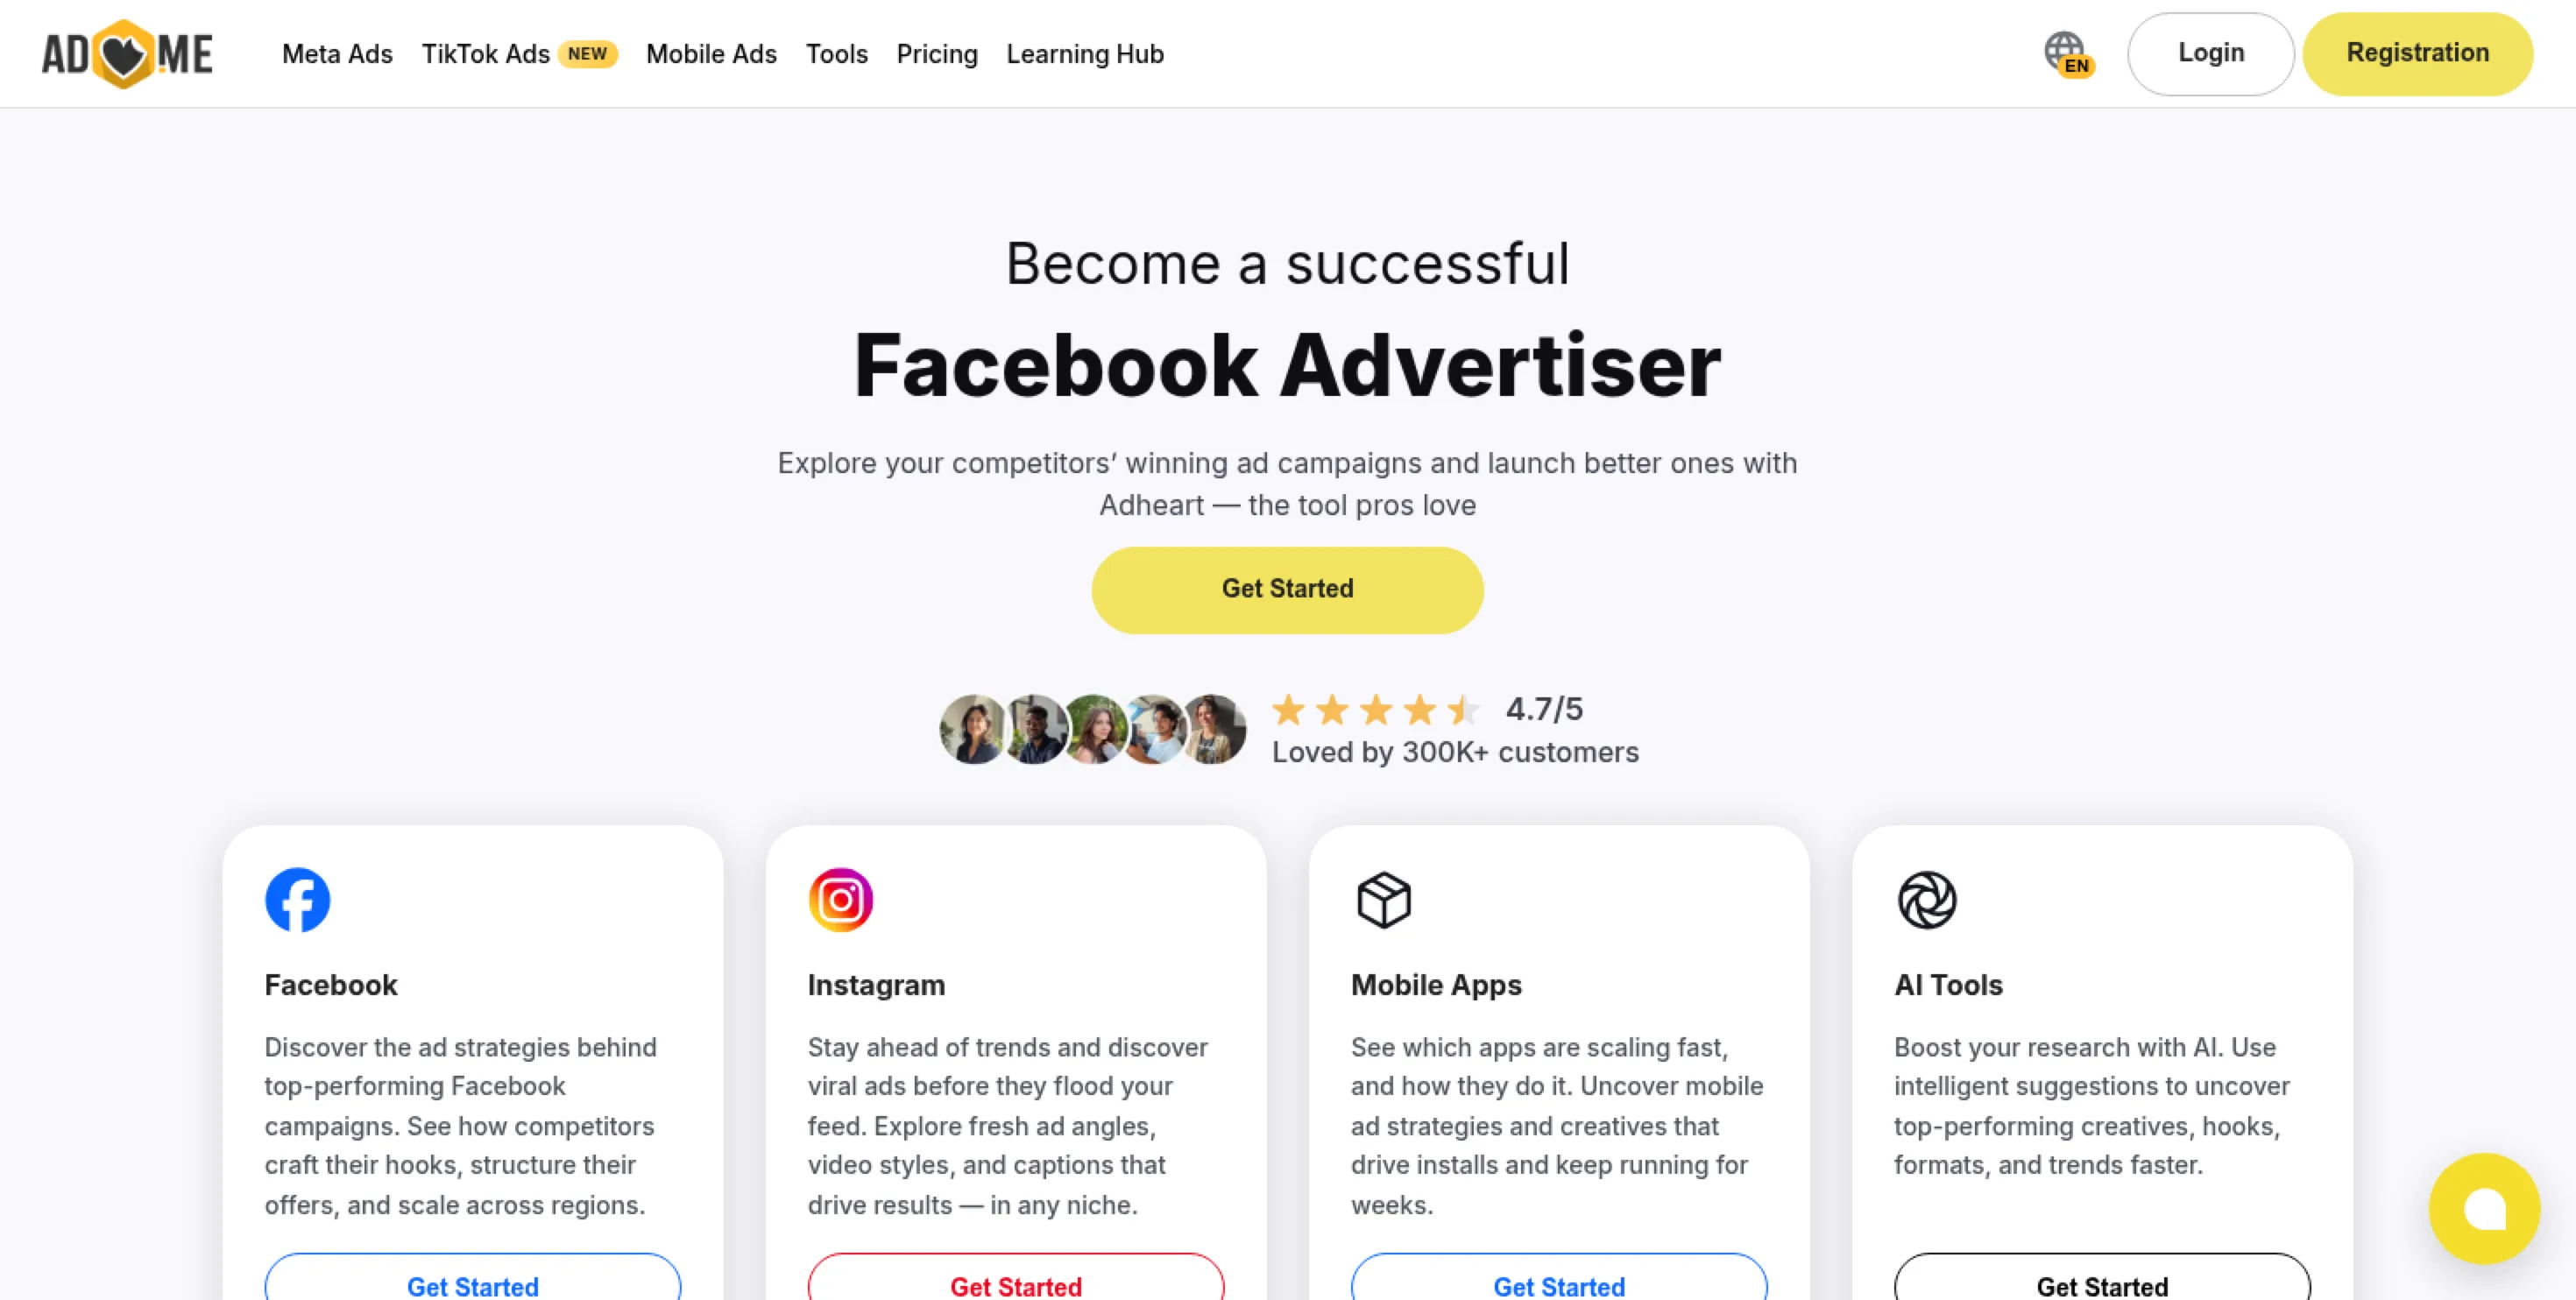 AD ME
Meta Ads
TikTok Ads NEW
Mobile Ads
Tools
Pricing
Learning Hub
EN
Login
Registration
Become a successful
Facebook Advertiser
Explore your competitors’ winning ad campaigns and launch better ones with
Adheart — the tool pros love
Get Started
4.7/5
Loved by 300K+ customers
Facebook
Discover the ad strategies behind
top-performing Facebook
campaigns. See how competitors
craft their hooks, structure their
offers, and scale across regions.
Get Started
Instagram
Stay ahead of trends and discover
viral ads before they flood your
feed. Explore fresh ad angles,
video styles, and captions that
drive results — in any niche.
Get Started
Mobile Apps
See which apps are scaling fast,
and how they do it. Uncover mobile
ad strategies and creatives that
drive installs and keep running for
weeks.
Get Started
AI Tools
Boost your research with AI. Use
intelligent suggestions to uncover
top-performing creatives, hooks,
formats, and trends faster.
Get Started